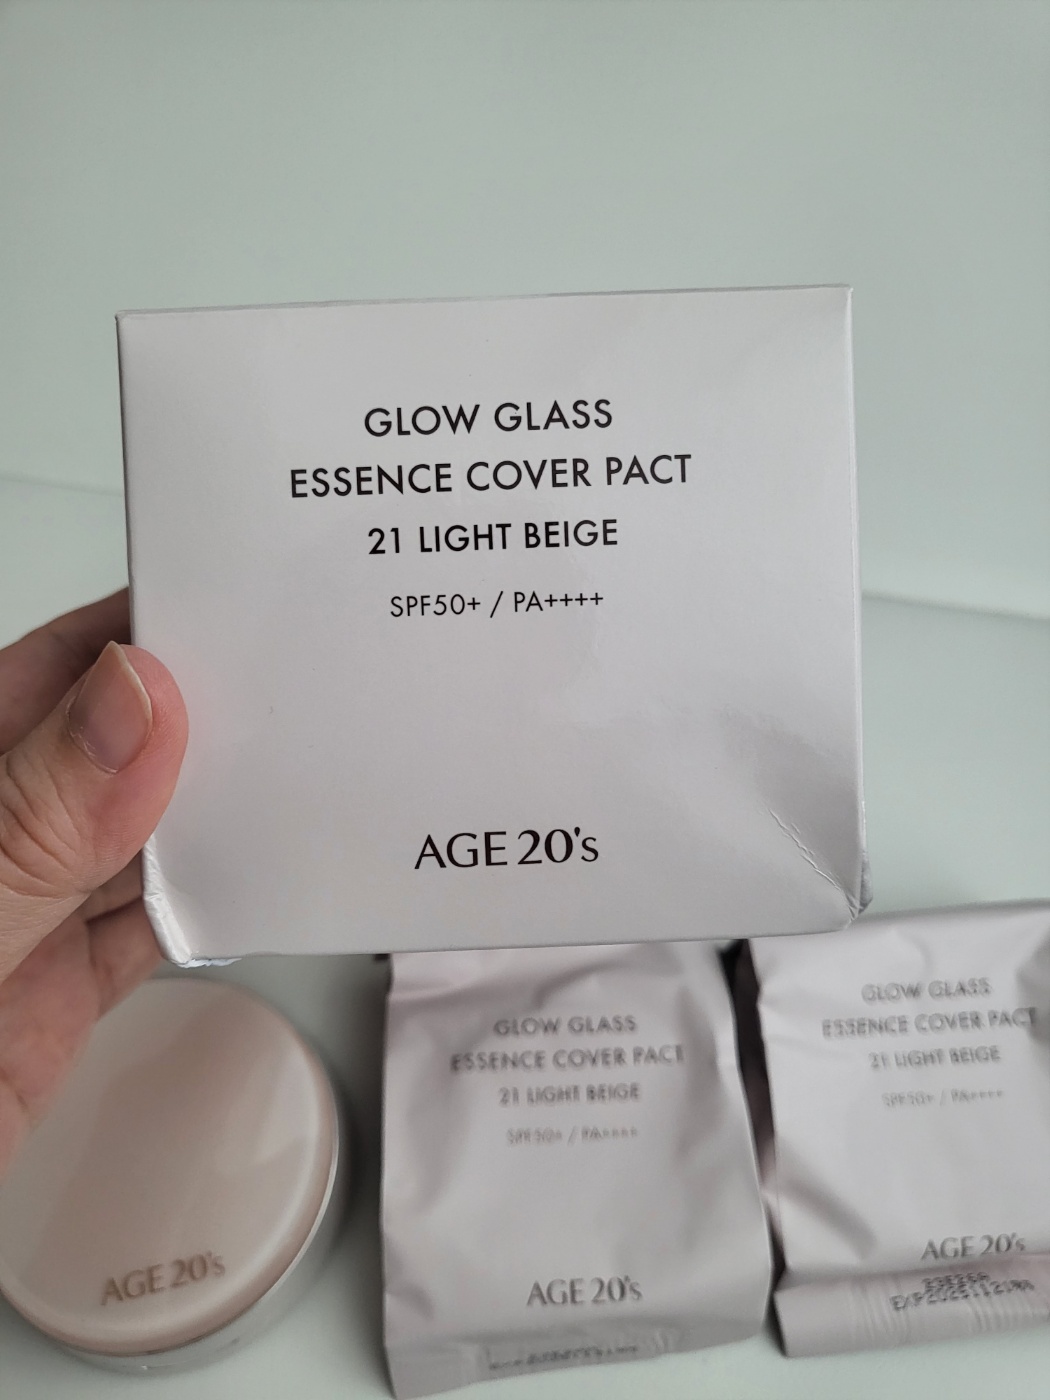 GLOW GLASS
ESSENCE COVER PACT
21 LIGHT BEIGE
SPF50+ / PA++++
AGE 20's
AGE 20's
GLOW GLASS
ESSENCE COVER PACT
21 LIGHT BEIGE
SPF50+ / PA++++
AGE 20's
GLOW GLASS
ESSENCE COVER PACT
21 LIGHT BEIGE
SPF50+ / PA++++
AGE 20's